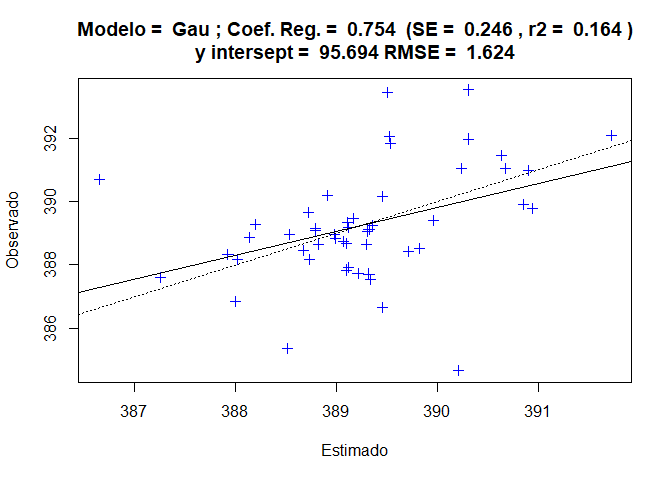 Modelo = Gau ; Coef. Reg. = 0.754 (SE = 0.246 , r2 = 0.164 )
y intersept = 95.694 RMSE = 1.624
Observado
392
390
388
386
387
388
389
390
391
Estimado